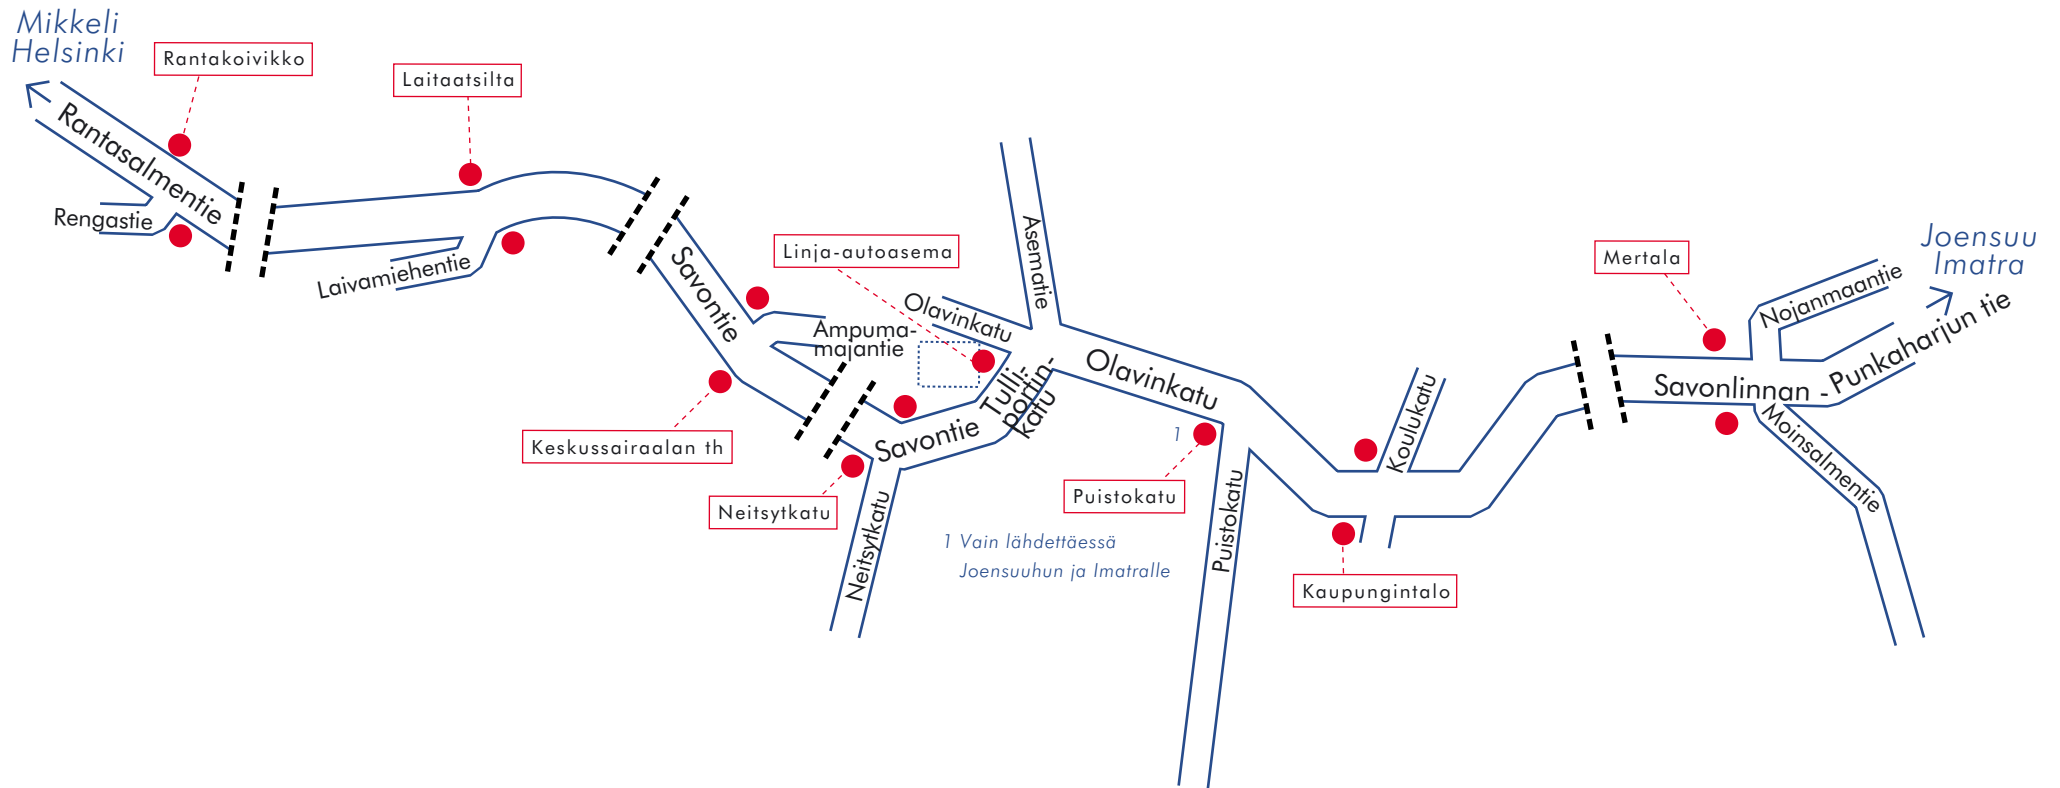 Mikkeli
Helsinki
Rantakoivikko
Laitaatsilta
Rantasalmentie
Rengastie
Laivamiehentie
Savontie
Linja-autoasema
Asematie
Olavinkatu
Ampuma-
majantie
Tulli-
portin-
katu
Olavinkatu
Savontie
Keskussairaalan th
Neitsytkatu
Neitsytkatu
1
Puistokatu
Puistokatu
1 Vain lähdettäessä
Joensuuhun ja Imatralle
Koulukatu
Kaupungintalo
Mertala
Joensuu
Imatra
Nojanmaantie
Savonlinnan - Punkaharjun tie
Moinsalmentie